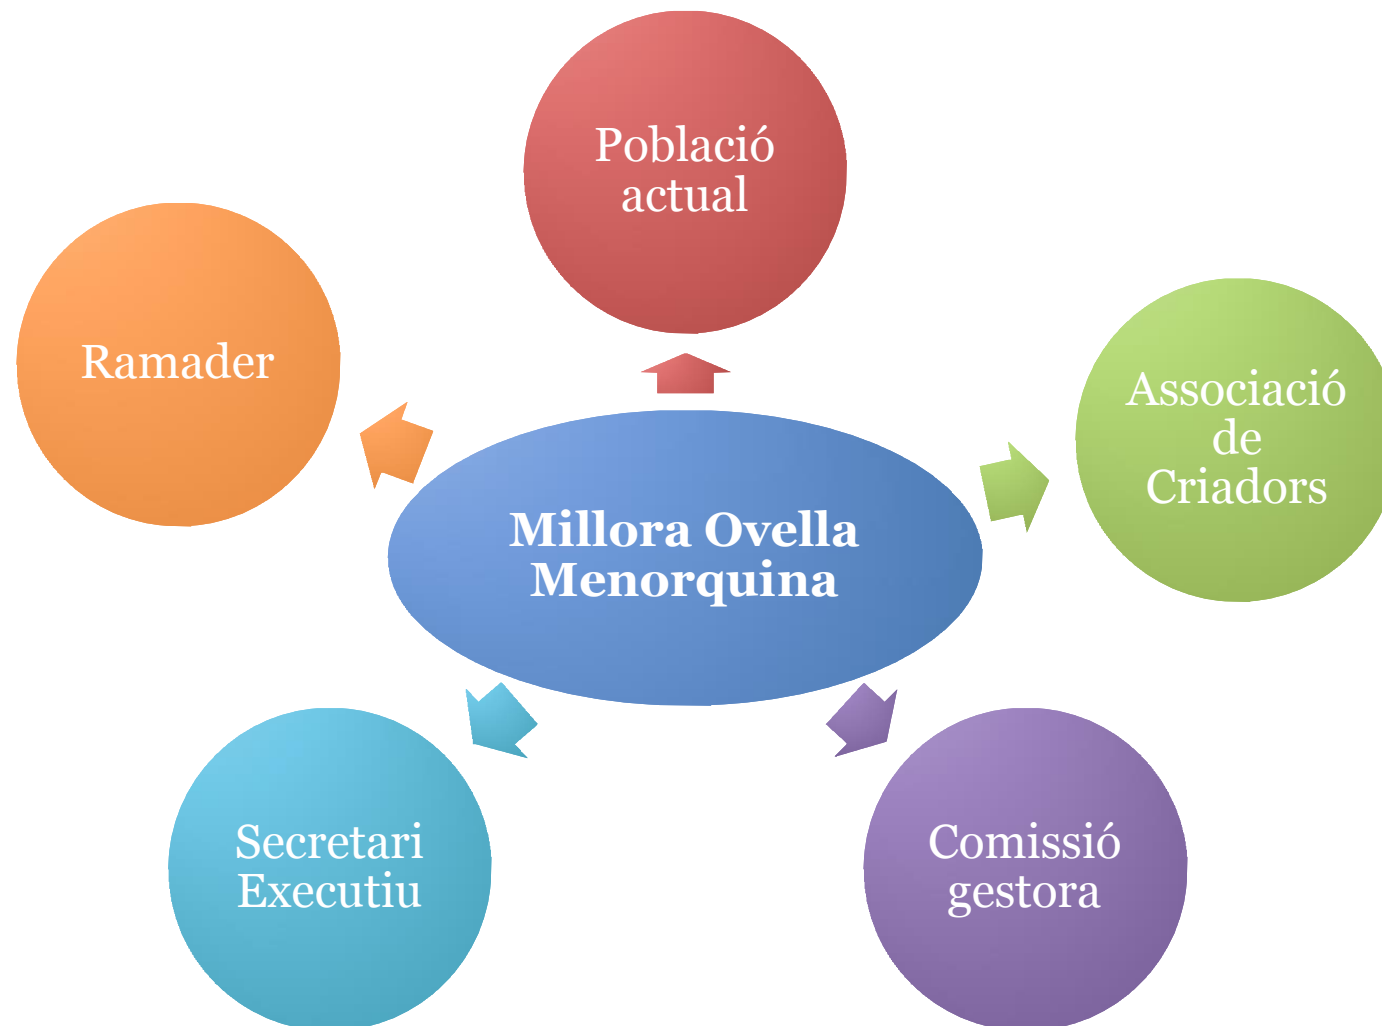 Població
actual
Ramader
Associació
de
Criadors
Millora Ovella
Menorquina
Secretari
Executiu
Comissió
gestora